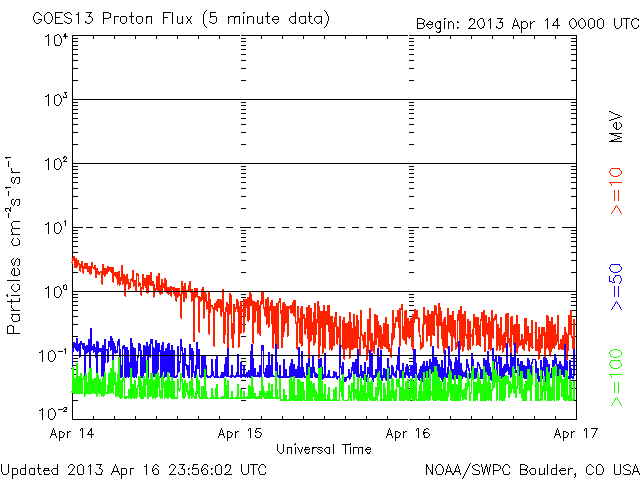 GOES13 Proton Flux (5 minute data)
Begin: 2013 Apr 14 0000 UTC
Particles cm⁻²s⁻¹sr⁻¹
10⁴
10³
10²
10¹
10⁰
10⁻¹
10⁻²
MeV
>=10
>=50
>=100
Apr 14
Apr 15
Apr 16
Apr 17
Universal Time
Updated 2013 Apr 16 23:56:02 UTC
NOAA/SWPC Boulder, CO USA